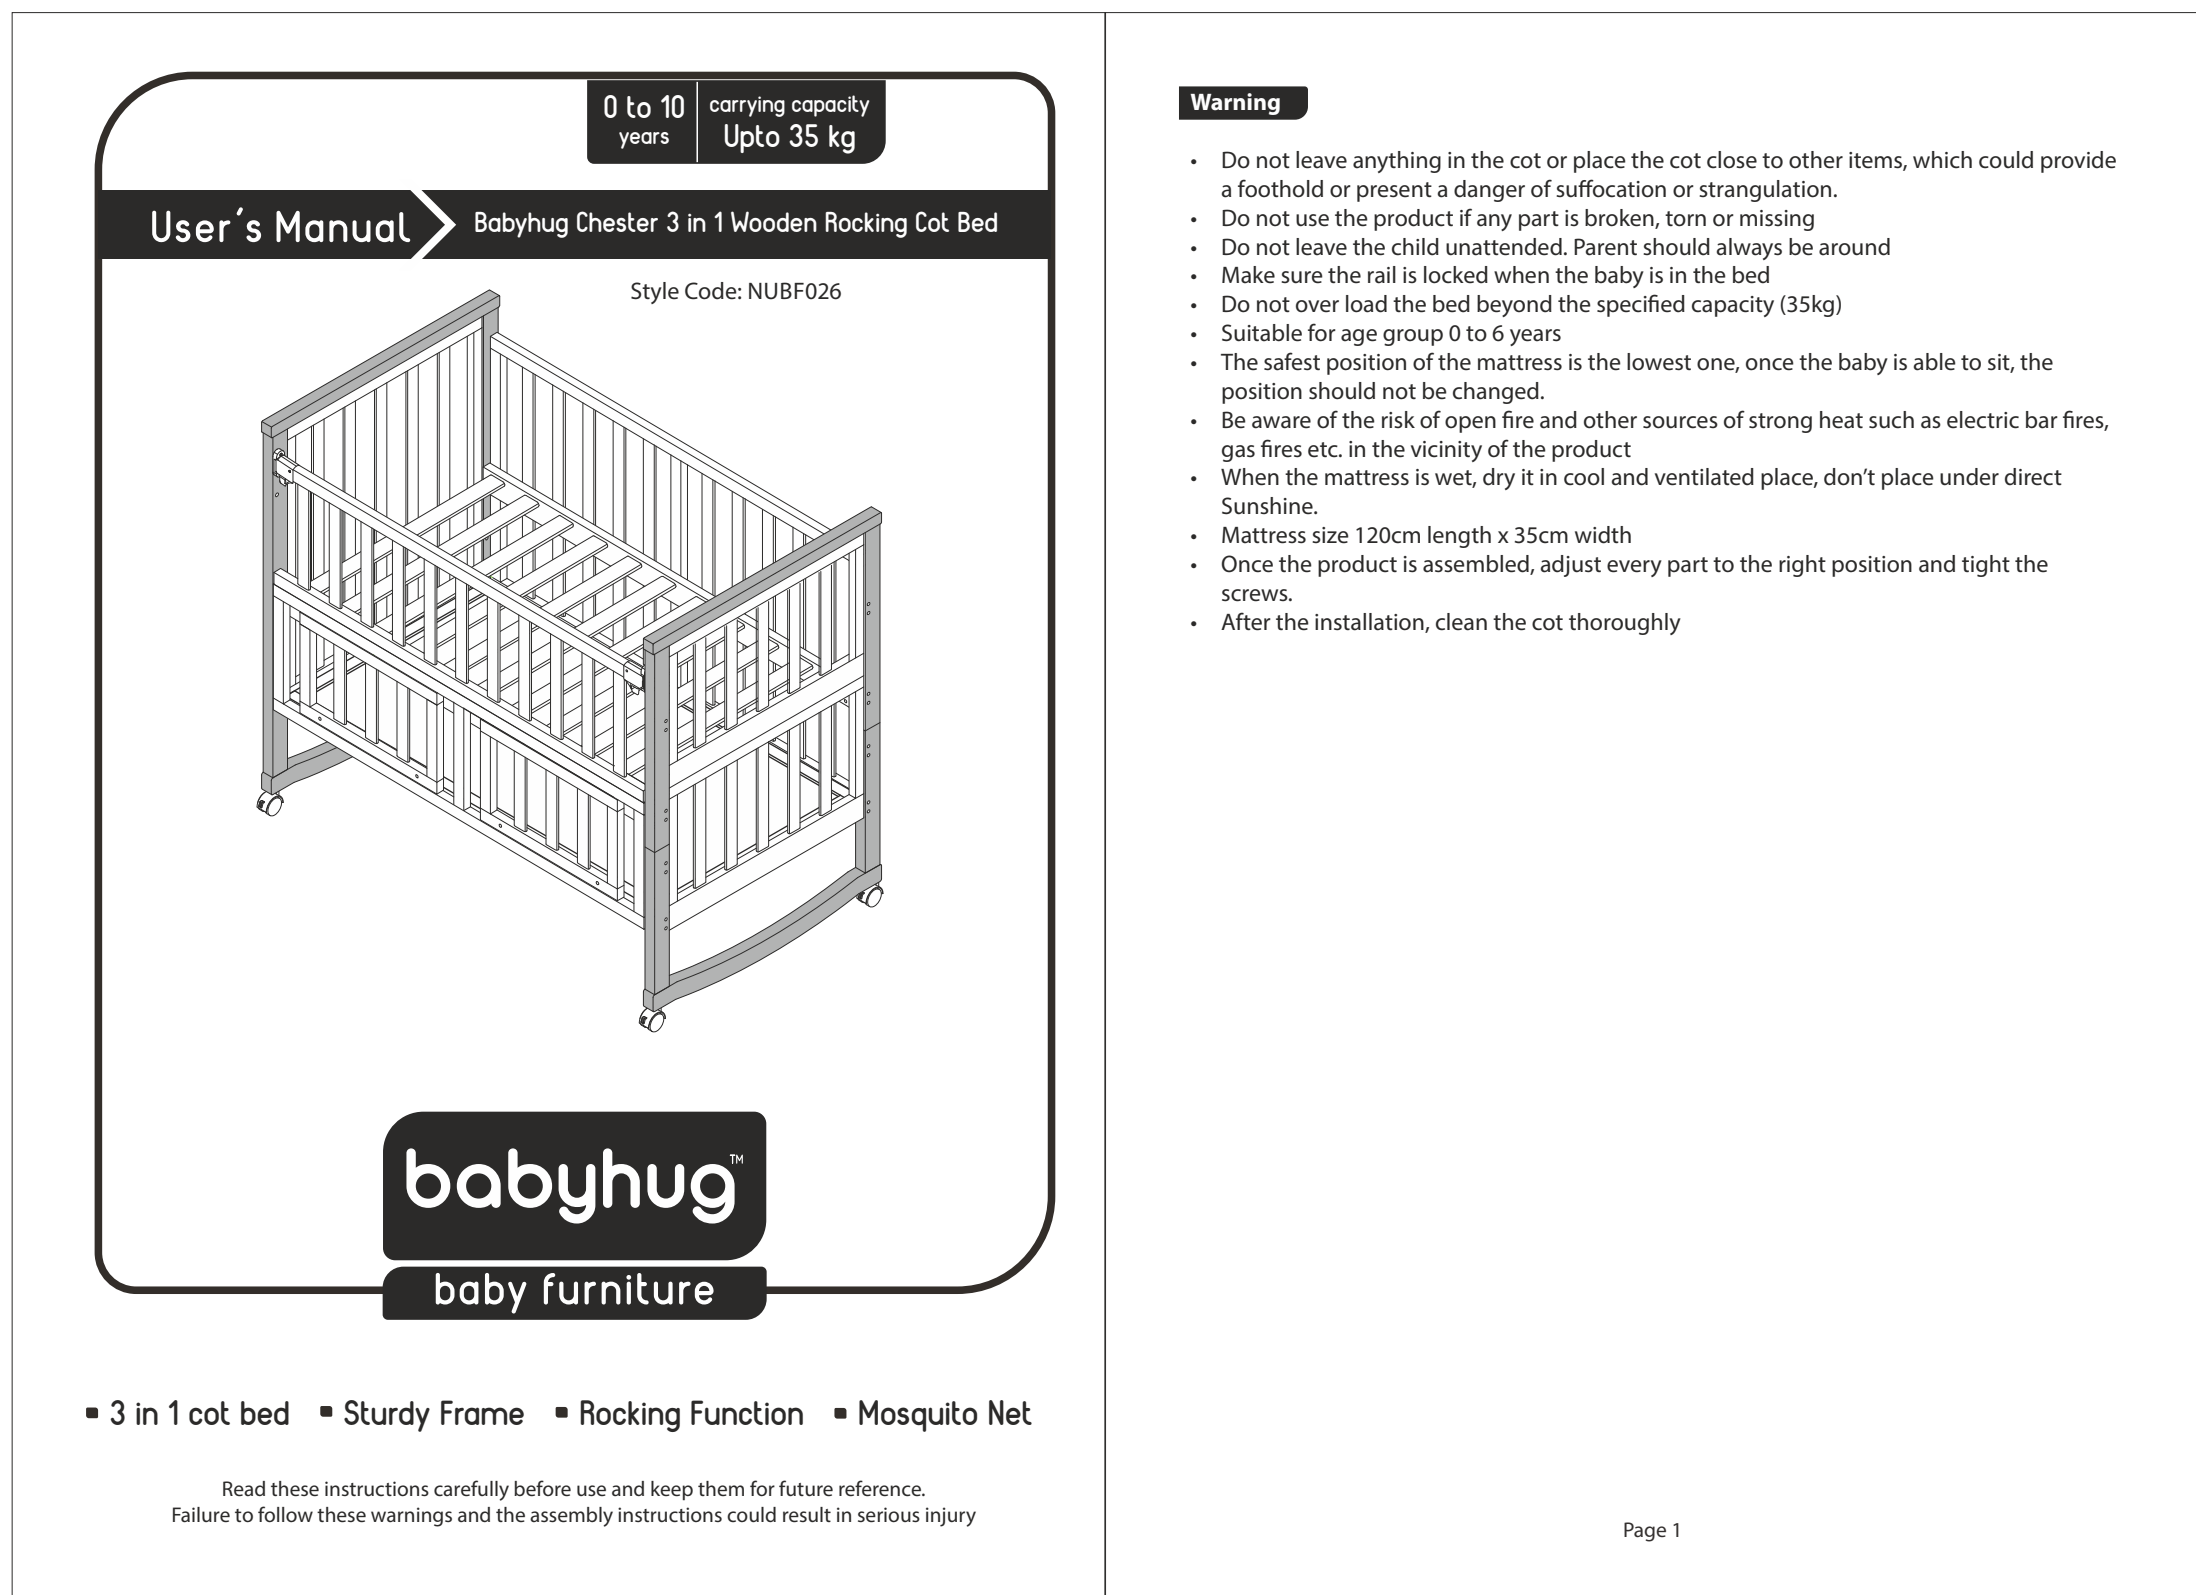 0 to 10
years
carrying capacity
Upto 35 kg
User's Manual
Babyhug Chester 3 in 1 Wooden Rocking Cot Bed
Style Code: NUBF026
babyhug™
baby furniture
▪ 3 in 1 cot bed ▪ Sturdy Frame ▪ Rocking Function ▪ Mosquito Net
Read these instructions carefully before use and keep them for future reference.
Failure to follow these warnings and the assembly instructions could result in serious injury
Warning
• Do not leave anything in the cot or place the cot close to other items, which could provide
a foothold or present a danger of suffocation or strangulation.
• Do not use the product if any part is broken, torn or missing
• Do not leave the child unattended. Parent should always be around
• Make sure the rail is locked when the baby is in the bed
• Do not over load the bed beyond the specified capacity (35kg)
• Suitable for age group 0 to 6 years
• The safest position of the mattress is the lowest one, once the baby is able to sit, the
position should not be changed.
• Be aware of the risk of open fire and other sources of strong heat such as electric bar fires,
gas fires etc. in the vicinity of the product
• When the mattress is wet, dry it in cool and ventilated place, don't place under direct
Sunshine.
• Mattress size 120cm length x 35cm width
• Once the product is assembled, adjust every part to the right position and tight the
screws.
• After the installation, clean the cot thoroughly
Page 1